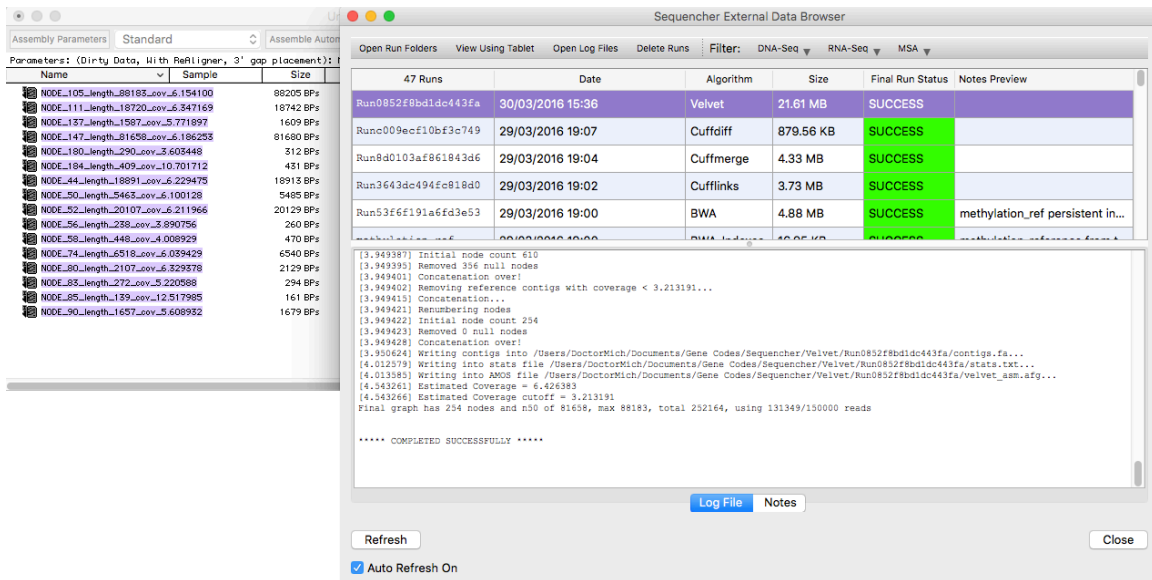 Assembly Parameters Standard Assemble Autom
Parameters: (Dirty Data, With ReAligner, 3' gap placement):
Name Sample Size
NODE_105_length_88183_cov_6.154100 88205 BPs
NODE_111_length_18720_cov_6.347169 18742 BPs
NODE_137_length_1587_cov_5.771897 1609 BPs
NODE_147_length_81658_cov_6.186253 81680 BPs
NODE_180_length_290_cov_3.603448 312 BPs
NODE_184_length_409_cov_10.701712 431 BPs
NODE_44_length_18891_cov_6.229475 18913 BPs
NODE_50_length_5463_cov_6.100128 5485 BPs
NODE_52_length_20107_cov_6.211966 20129 BPs
NODE_56_length_238_cov_3.890756 260 BPs
NODE_58_length_448_cov_4.008929 470 BPs
NODE_74_length_6518_cov_6.039429 6540 BPs
NODE_80_length_2107_cov_6.329378 2129 BPs
NODE_83_length_272_cov_5.220588 294 BPs
NODE_85_length_139_cov_12.517985 161 BPs
NODE_90_length_1657_cov_5.608932 1679 BPs
Sequencher External Data Browser
Open Run Folders View Using Tablet Open Log Files Delete Runs Filter: DNA-Seq RNA-Seq MSA
47 Runs Date Algorithm Size Final Run Status Notes Preview
Run0852f8bd1dc443fa 30/03/2016 15:36 Velvet 21.61 MB SUCCESS
Runc009ecf10bf3c749 29/03/2016 19:07 Cuffdiff 879.56 KB SUCCESS
Run8d0103af861843d6 29/03/2016 19:04 Cuffmerge 4.33 MB SUCCESS
Run3643dc494fc818d0 29/03/2016 19:02 Cufflinks 3.73 MB SUCCESS
Run53f6f191a6fd3e53 29/03/2016 19:00 BWA 4.88 MB SUCCESS methylation_ref persistent in...
[3.949387] Initial node count 610
[3.949395] Removed 356 null nodes
[3.949401] Concatenation over!
[3.949402] Removing reference contigs with coverage < 3.213191...
[3.949415] Concatenation...
[3.949421] Renumbering nodes
[3.949422] Initial node count 254
[3.949423] Removed 0 null nodes
[3.949428] Concatenation over!
[3.950624] Writing contigs into /Users/DoctorMich/Documents/Gene Codes/Sequencher/Velvet/Run0852f8bd1dc443fa/contigs.fa...
[4.012579] Writing into stats file /Users/DoctorMich/Documents/Gene Codes/Sequencher/Velvet/Run0852f8bd1dc443fa/stats.txt...
[4.013585] Writing into AMOS file /Users/DoctorMich/Documents/Gene Codes/Sequencher/Velvet/Run0852f8bd1dc443fa/velvet_asm.afg...
[4.543261] Estimated Coverage = 6.426383
[4.543266] Estimated Coverage cutoff = 3.213191
Final graph has 254 nodes and n50 of 81658, max 88183, total 252164, using 131349/150000 reads
***** COMPLETED SUCCESSFULLY *****
Log File Notes
Refresh Close
Auto Refresh On